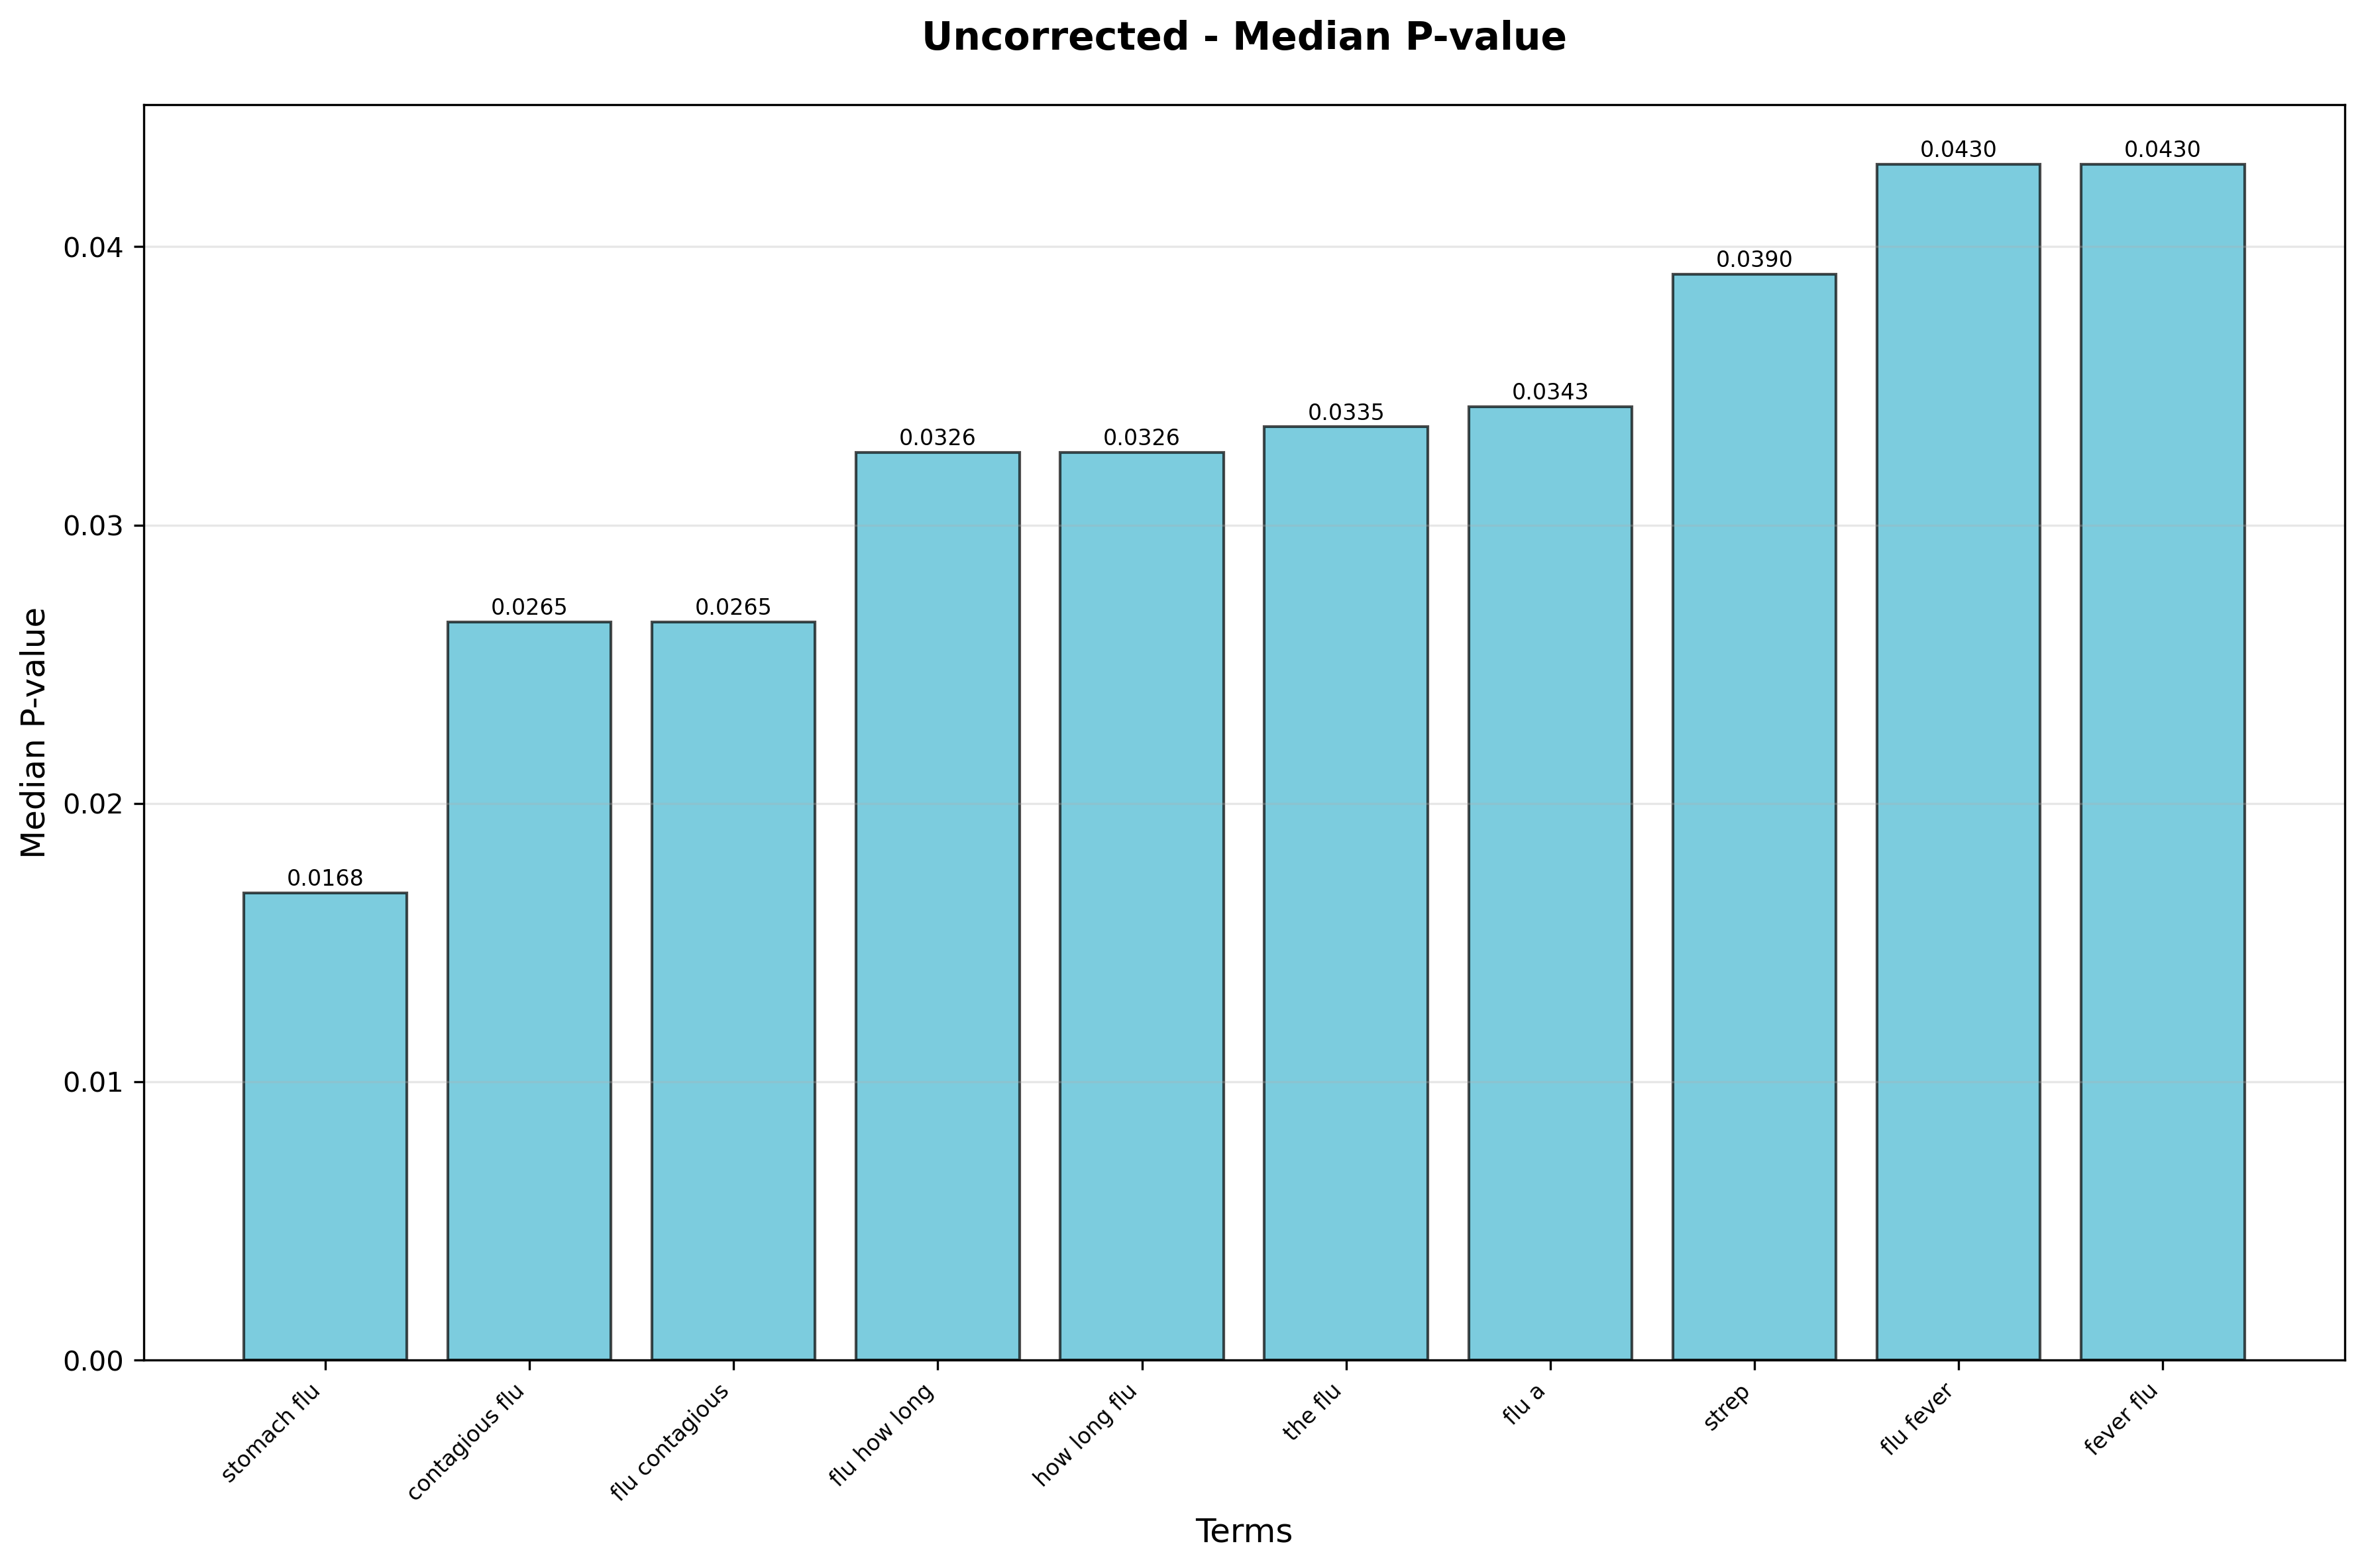 Uncorrected - Median P-value
Median P-value
0.04
0.03
0.02
0.01
0.00
0.0168
0.0265
0.0265
0.0326
0.0326
0.0335
0.0343
0.0390
0.0430
0.0430
stomach flu
contagious flu
flu contagious
flu how long
how long flu
the flu
flu a
strep
flu fever
fever flu
Terms